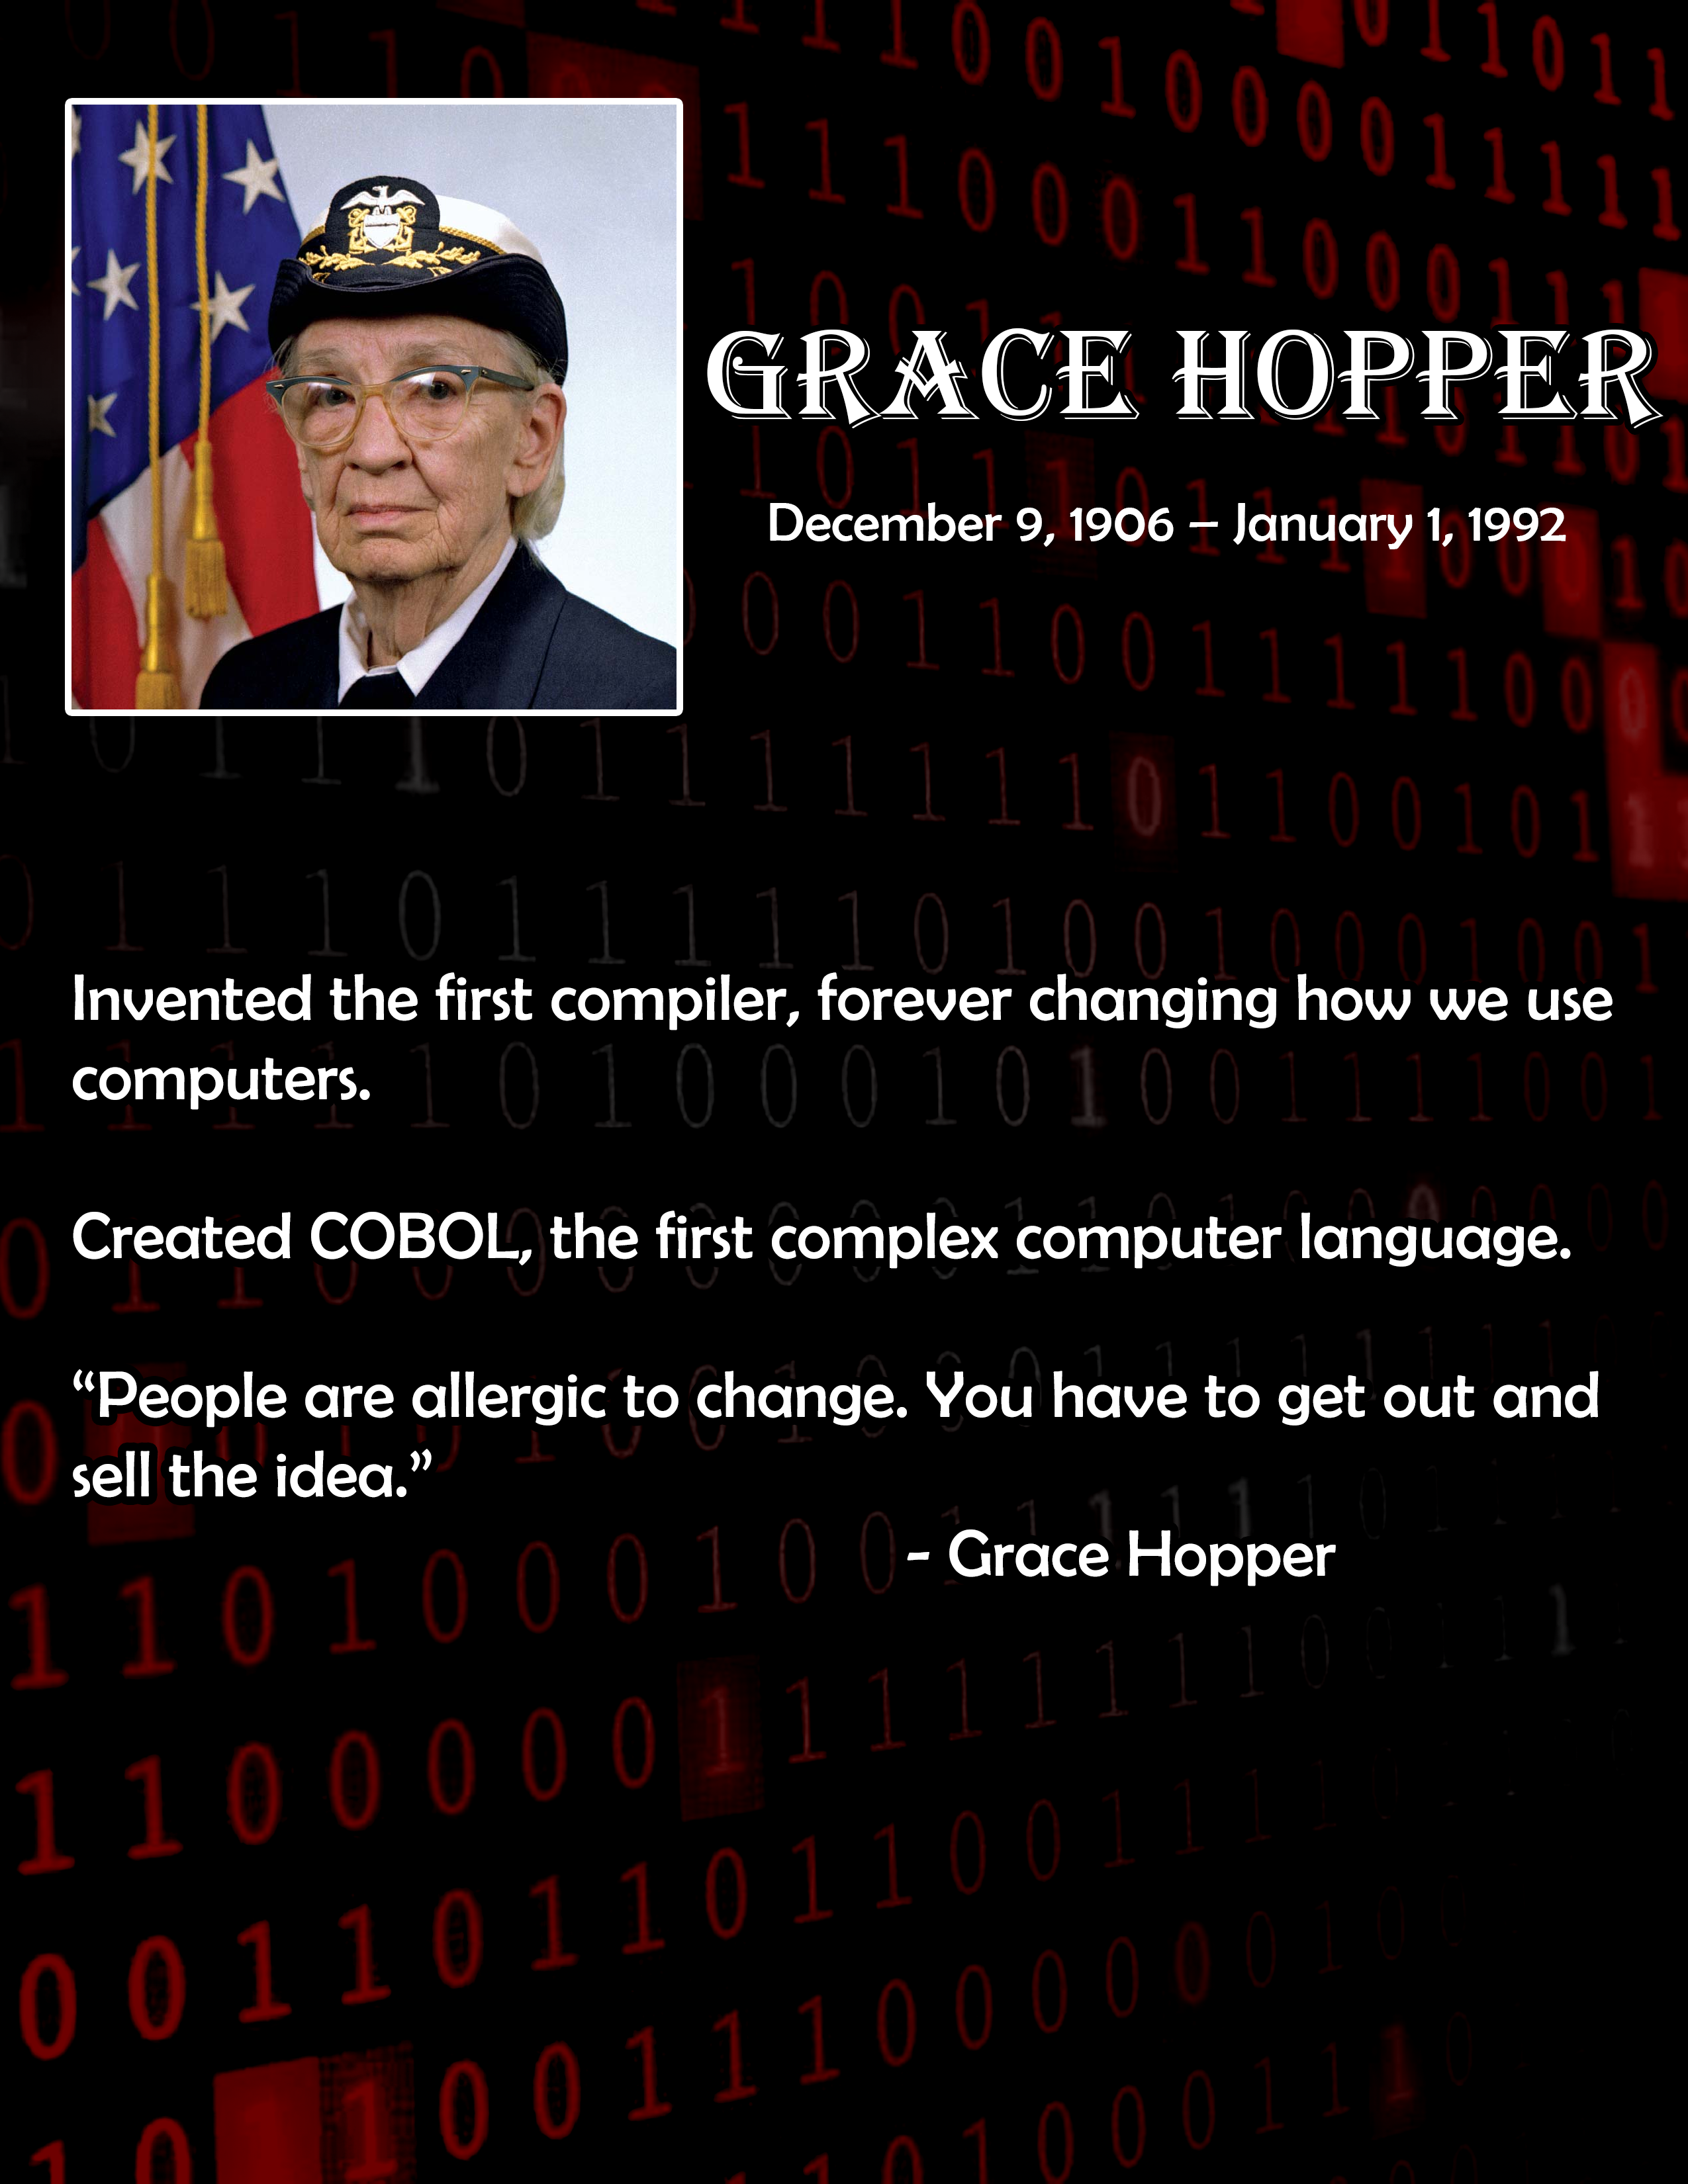 GRACE HOPPER
December 9, 1906 – January 1, 1992
Invented the first compiler, forever changing how we use
computers.
Created COBOL, the first complex computer language.
“People are allergic to change. You have to get out and
sell the idea.”
- Grace Hopper